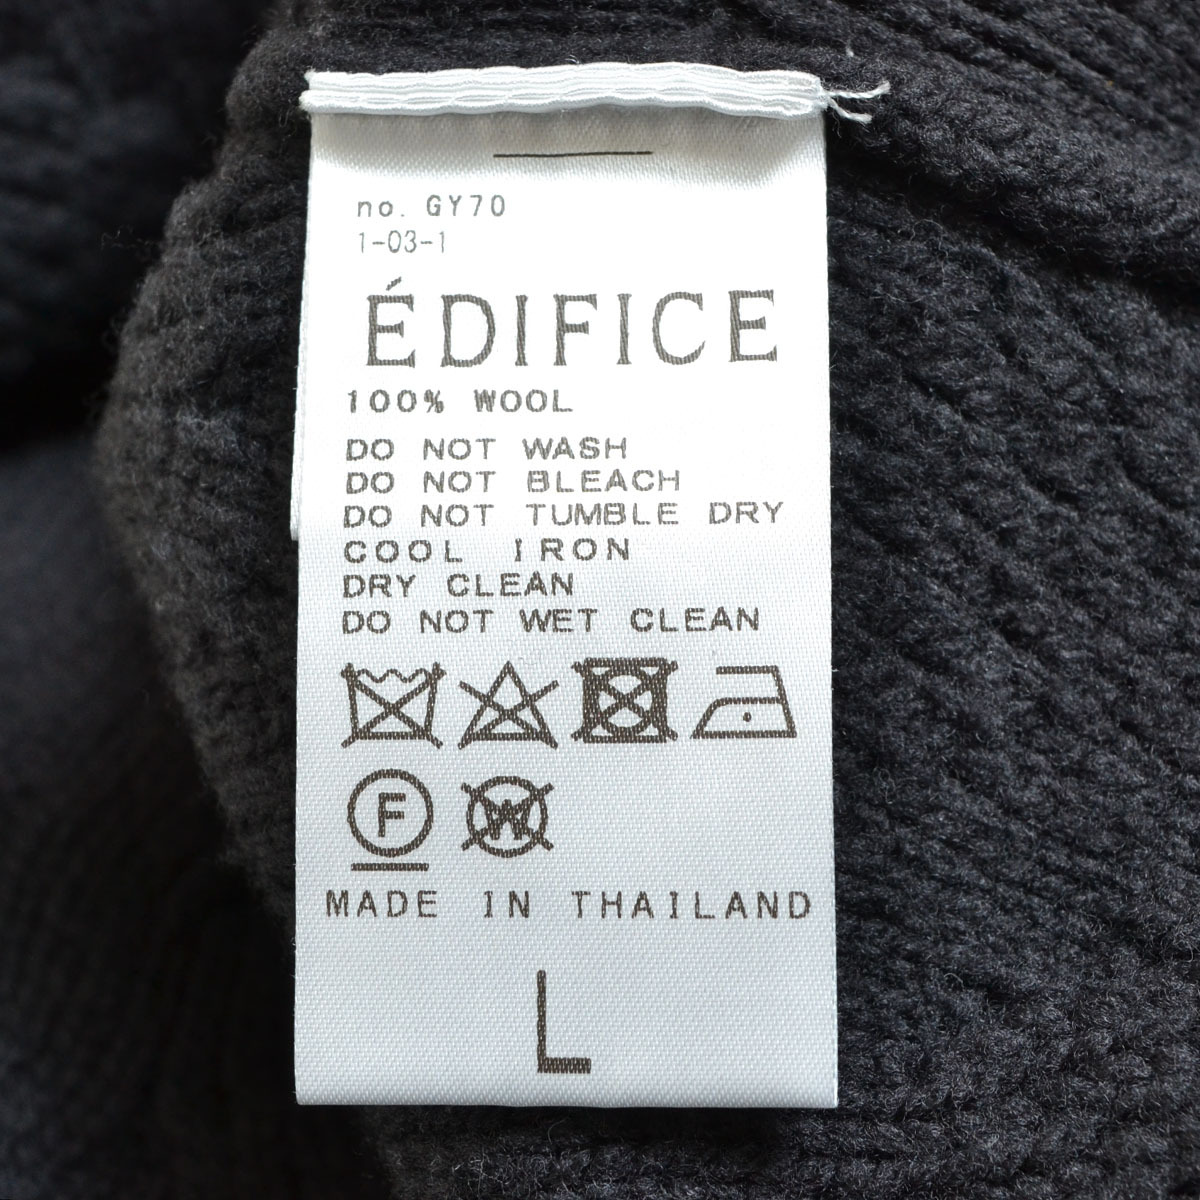 no. GY70
1-03-1
ÉDIFICE
100% WOOL
DO NOT WASH
DO NOT BLEACH
DO NOT TUMBLE DRY
COOL IRON
DRY CLEAN
DO NOT WET CLEAN
F W
MADE IN THAILAND
L